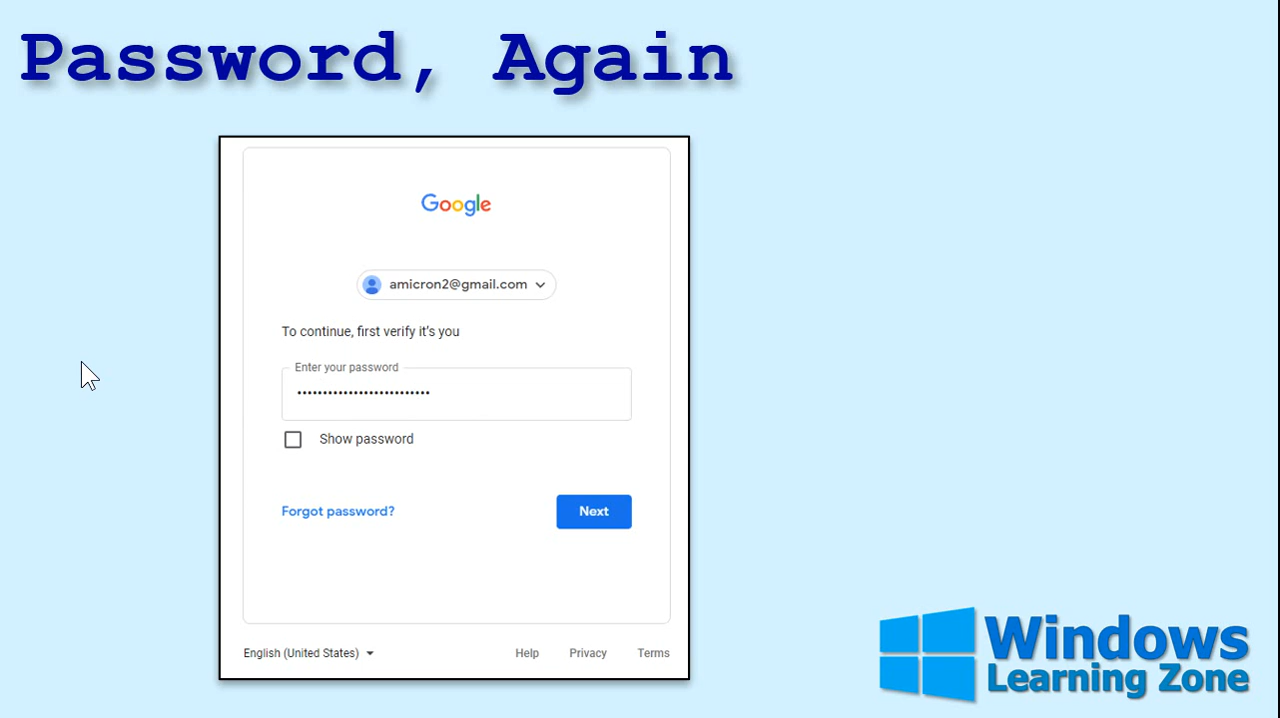 Password, Again
Google
amicron2@gmail.com
To continue, first verify it's you
Enter your password
••••••••••••••••••••••••••
Show password
Forgot password?
Next
English (United States)
Help
Privacy
Terms
Windows
Learning Zone